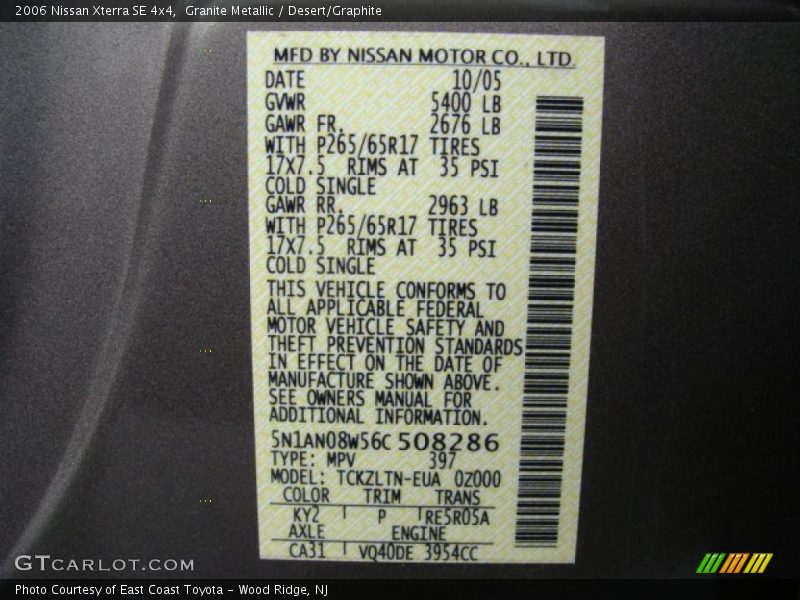 2006 Nissan Xterra SE 4x4,  Granite Metallic / Desert/Graphite
MFD BY NISSAN MOTOR CO., LTD.
DATE 10/05
GVWR 5400 LB
GAWR FR. 2676 LB
WITH P265/65R17 TIRES
17X7.5 RIMS AT 35 PSI
COLD SINGLE
GAWR RR. 2963 LB
WITH P265/65R17 TIRES
17X7.5 RIMS AT 35 PSI
COLD SINGLE
THIS VEHICLE CONFORMS TO
ALL APPLICABLE FEDERAL
MOTOR VEHICLE SAFETY AND
THEFT PREVENTION STANDARDS
IN EFFECT ON THE DATE OF
MANUFACTURE SHOWN ABOVE.
SEE OWNERS MANUAL FOR
ADDITIONAL INFORMATION.
5N1AN08W56C508286
TYPE: MPV 397
MODEL: TCKZLTN-EUA 0Z000
COLOR TRIM TRANS
KY2 P RE5R05A
AXLE ENGINE
CA31 VQ40DE 3954CC
GTCARLOT.COM
Photo Courtesy of East Coast Toyota - Wood Ridge, NJ